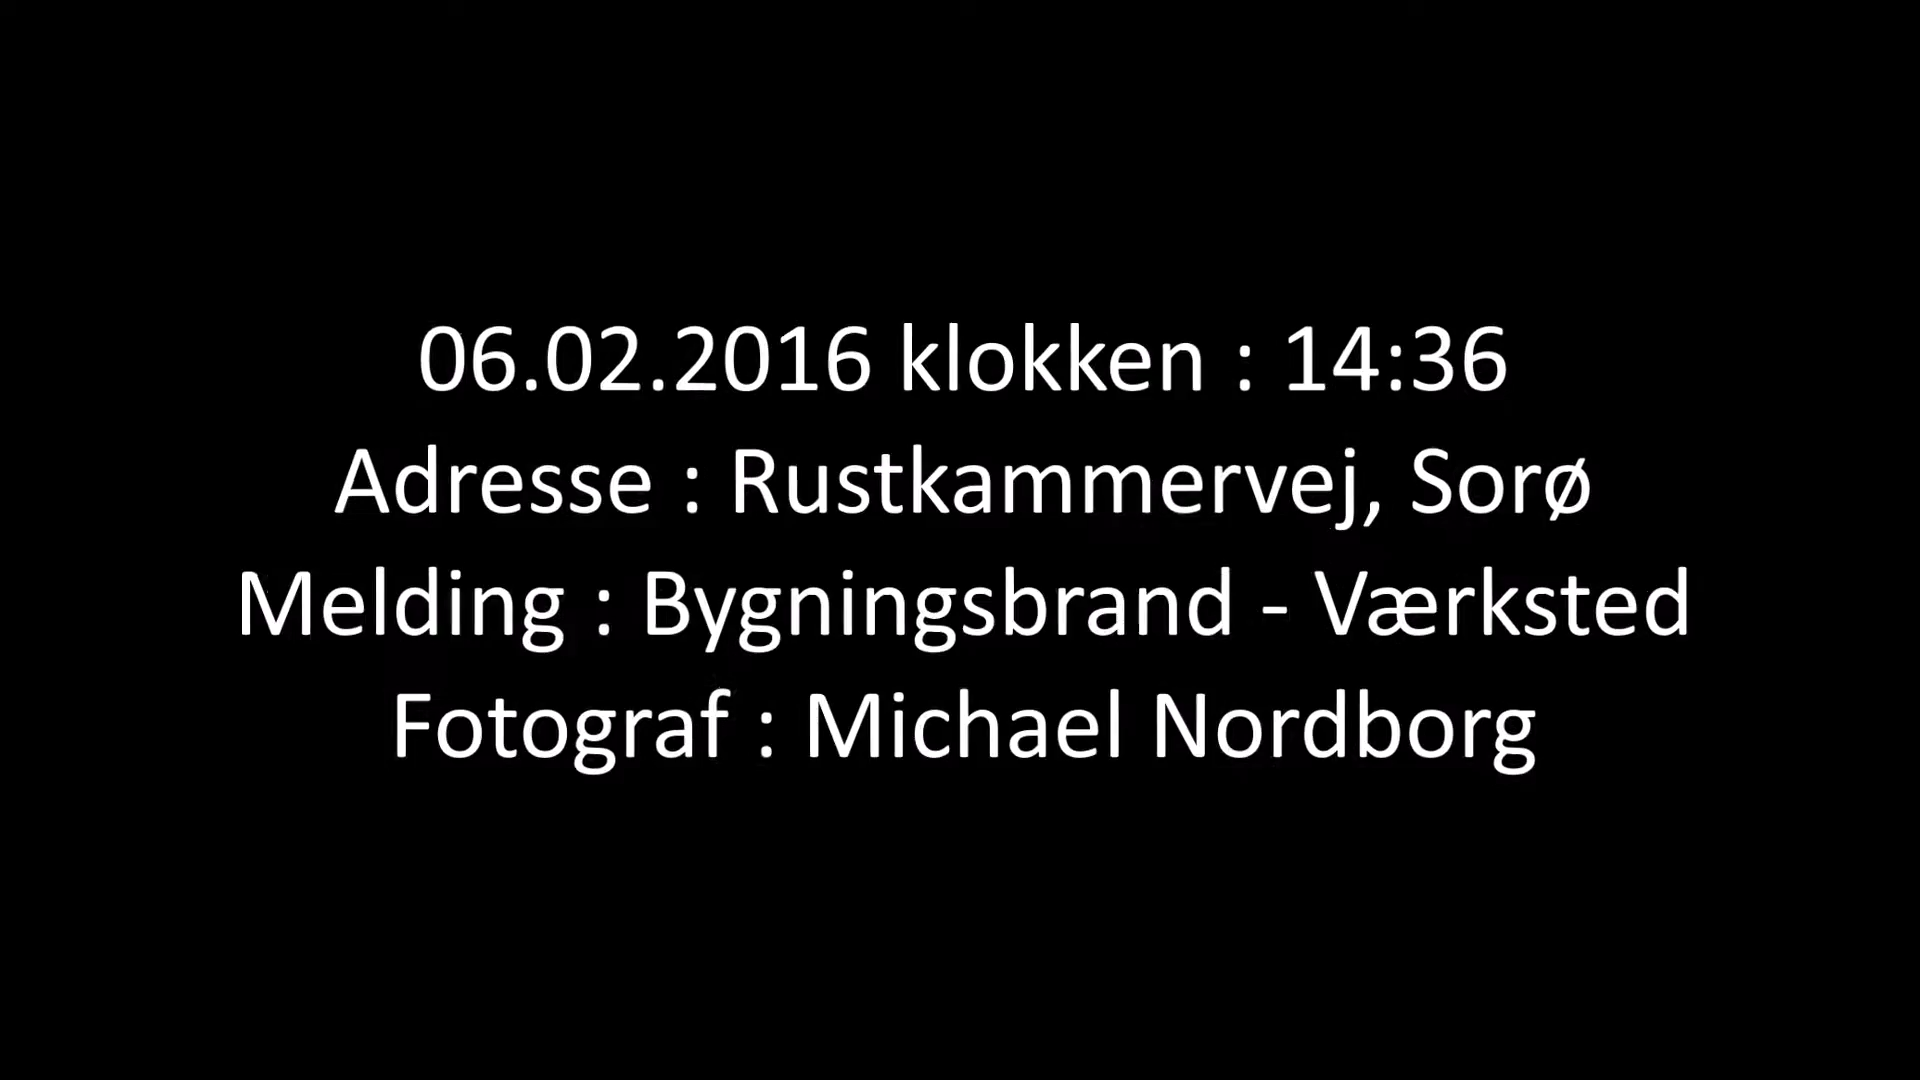 06.02.2016 klokken : 14:36
Adresse : Rustkammervej, Sorø
Melding : Bygningsbrand - Værksted
Fotograf : Michael Nordborg